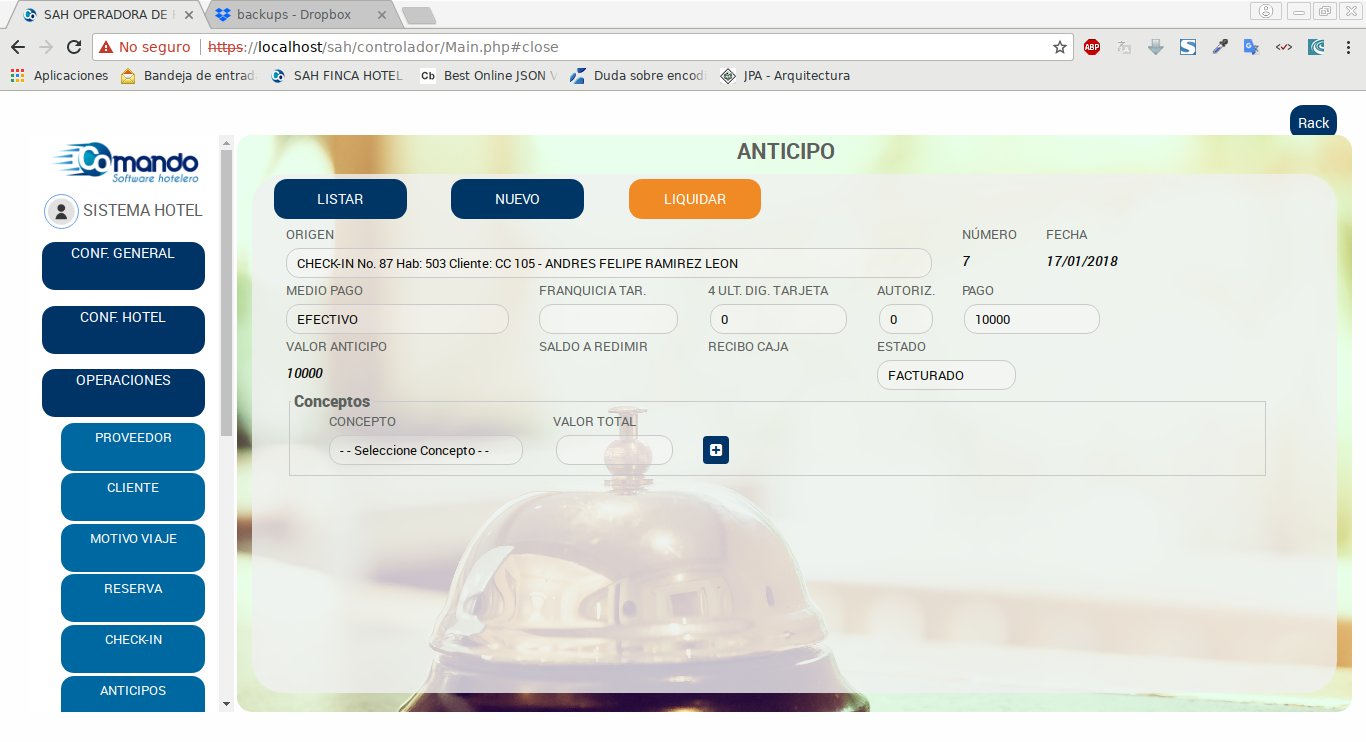 SAH OPERADORA DE
backups - Dropbox
No seguro https://localhost/sah/controlador/Main.php#close
ABP
Aplicaciones Bandeja de entrad SAH FINCA HOTEL Cb Best Online JSON V Duda sobre encodi JPA - Arquitectura
Rack
Comando
Software hotelero
SISTEMA HOTEL
CONF. GENERAL
CONF. HOTEL
OPERACIONES
PROVEEDOR
CLIENTE
MOTIVO VIAJE
RESERVA
CHECK-IN
ANTICIPOS
ANTICIPO
LISTAR NUEVO LIQUIDAR
ORIGEN NÚMERO FECHA
CHECK-IN No. 87 Hab: 503 Cliente: CC 105 - ANDRES FELIPE RAMIREZ LEON 7 17/01/2018
MEDIO PAGO FRANQUICIA TAR. 4 ULT. DIG. TARJETA AUTORIZ. PAGO
EFECTIVO 0 0 10000
VALOR ANTICIPO SALDO A REDIMIR RECIBO CAJA ESTADO
10000 FACTURADO
Conceptos
CONCEPTO VALOR TOTAL
- - Seleccione Concepto - -